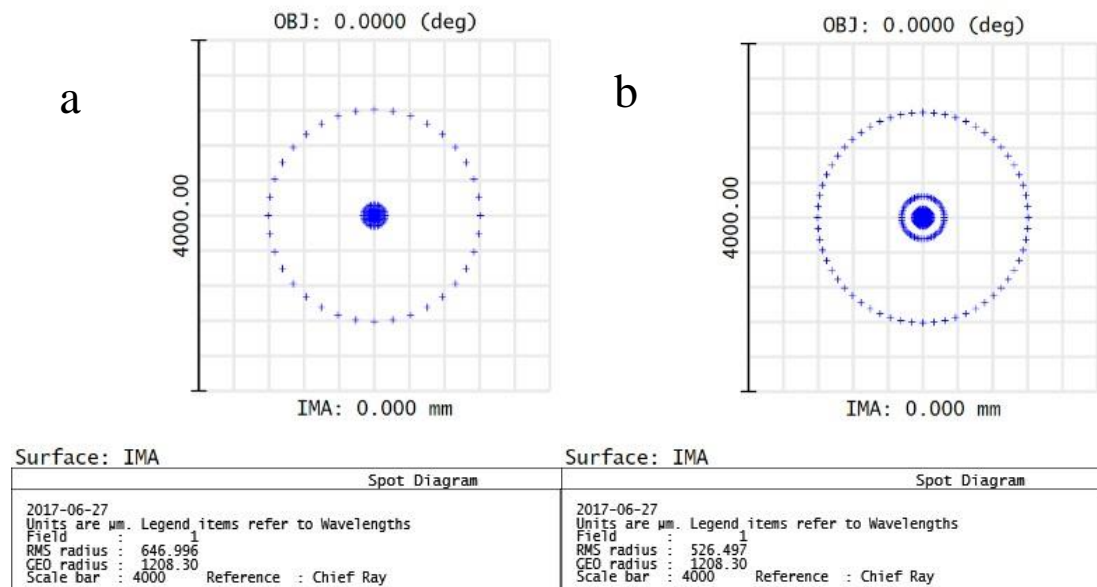 OBJ: 0.0000 (deg)
a
4000.00
IMA: 0.000 mm
Surface: IMA
Spot Diagram
2017-06-27
Units are µm. Legend items refer to Wavelengths
Field : 1
RMS radius : 646.996
GEO radius : 1208.30
Scale bar : 4000 Reference : Chief Ray
OBJ: 0.0000 (deg)
b
4000.00
IMA: 0.000 mm
Surface: IMA
Spot Diagram
2017-06-27
Units are µm. Legend items refer to Wavelengths
Field : 1
RMS radius : 526.497
GEO radius : 1208.30
Scale bar : 4000 Reference : Chief Ray